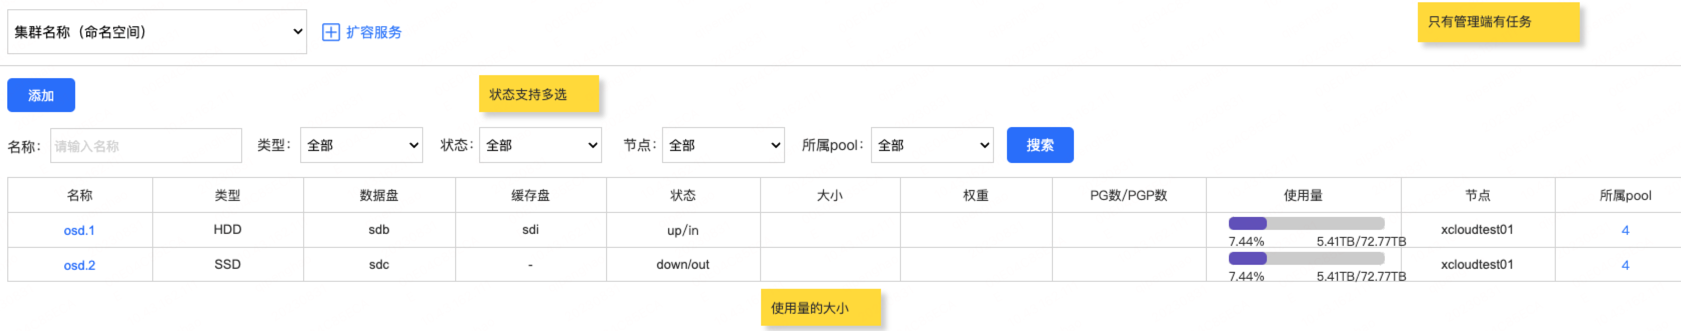 只有管理端有任务
集群名称（命名空间） 扩容服务
添加
状态支持多选
名称： 请输入名称 类型： 全部 状态： 全部 节点： 全部 所属pool： 全部 搜索
名称 类型 数据盘 缓存盘 状态 大小 权重 PG数/PGP数 使用量 节点 所属pool
osd.1 HDD sdb sdi up/in 7.44% 5.41TB/72.77TB xcloudtest01 4
osd.2 SSD sdc - down/out 7.44% 5.41TB/72.77TB xcloudtest01 4
使用量的大小